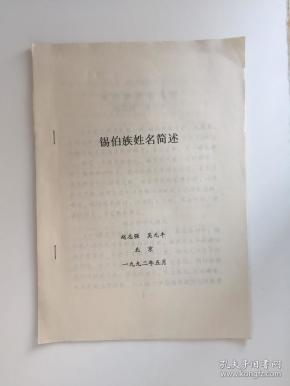 锡伯族姓名简述
赵志强 吴元丰
北京
一九九二年五月
孔夫子旧书网